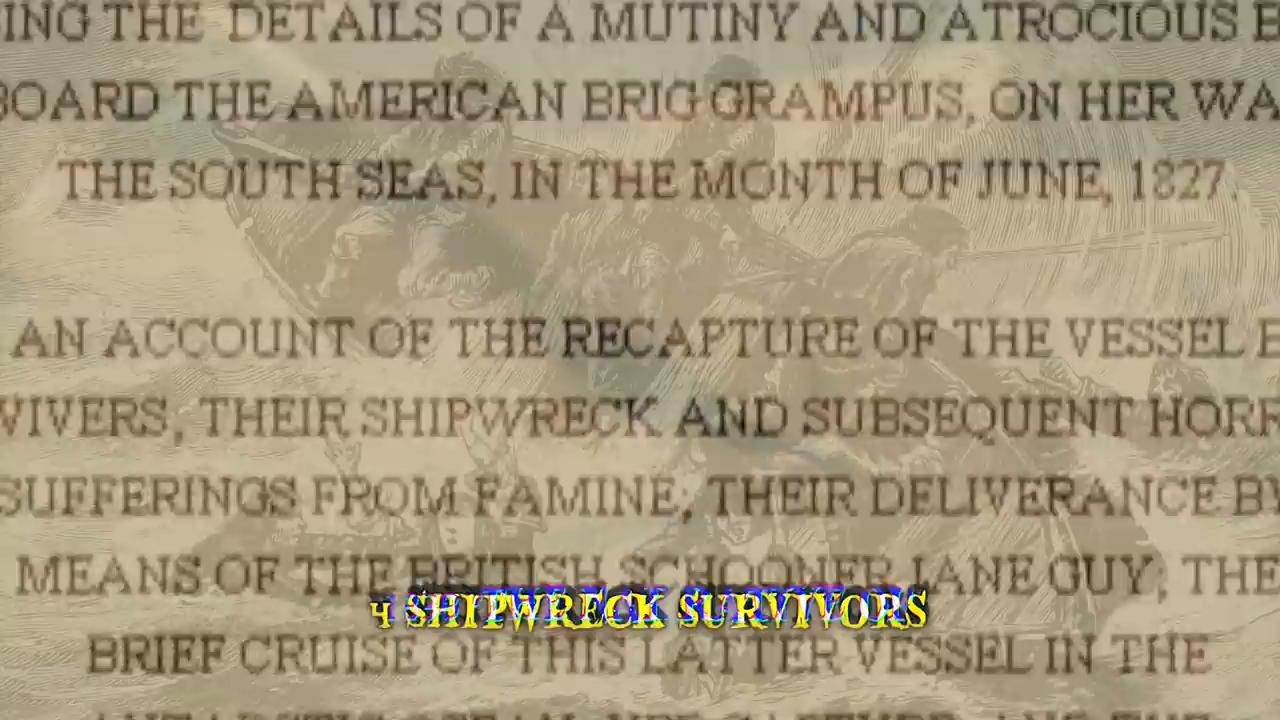 ING THE DETAILS OF A MUTINY AND ATROCIOUS B
BOARD THE AMERICAN BRIG GRAMPUS, ON HER WA
THE SOUTH SEAS, IN THE MONTH OF JUNE, 1827
AN ACCOUNT OF THE RECAPTURE OF THE VESSEL B
VIVERS, THEIR SHIPWRECK AND SUBSEQUENT HORR
SUFFERINGS FROM FAMINE; THEIR DELIVERANCE BY
MEANS OF THE BRITISH SCHOONER JANE GUY; THE
4 SHIPWRECK SURVIVORS
BRIEF CRUISE OF THIS LATTER VESSEL IN THE